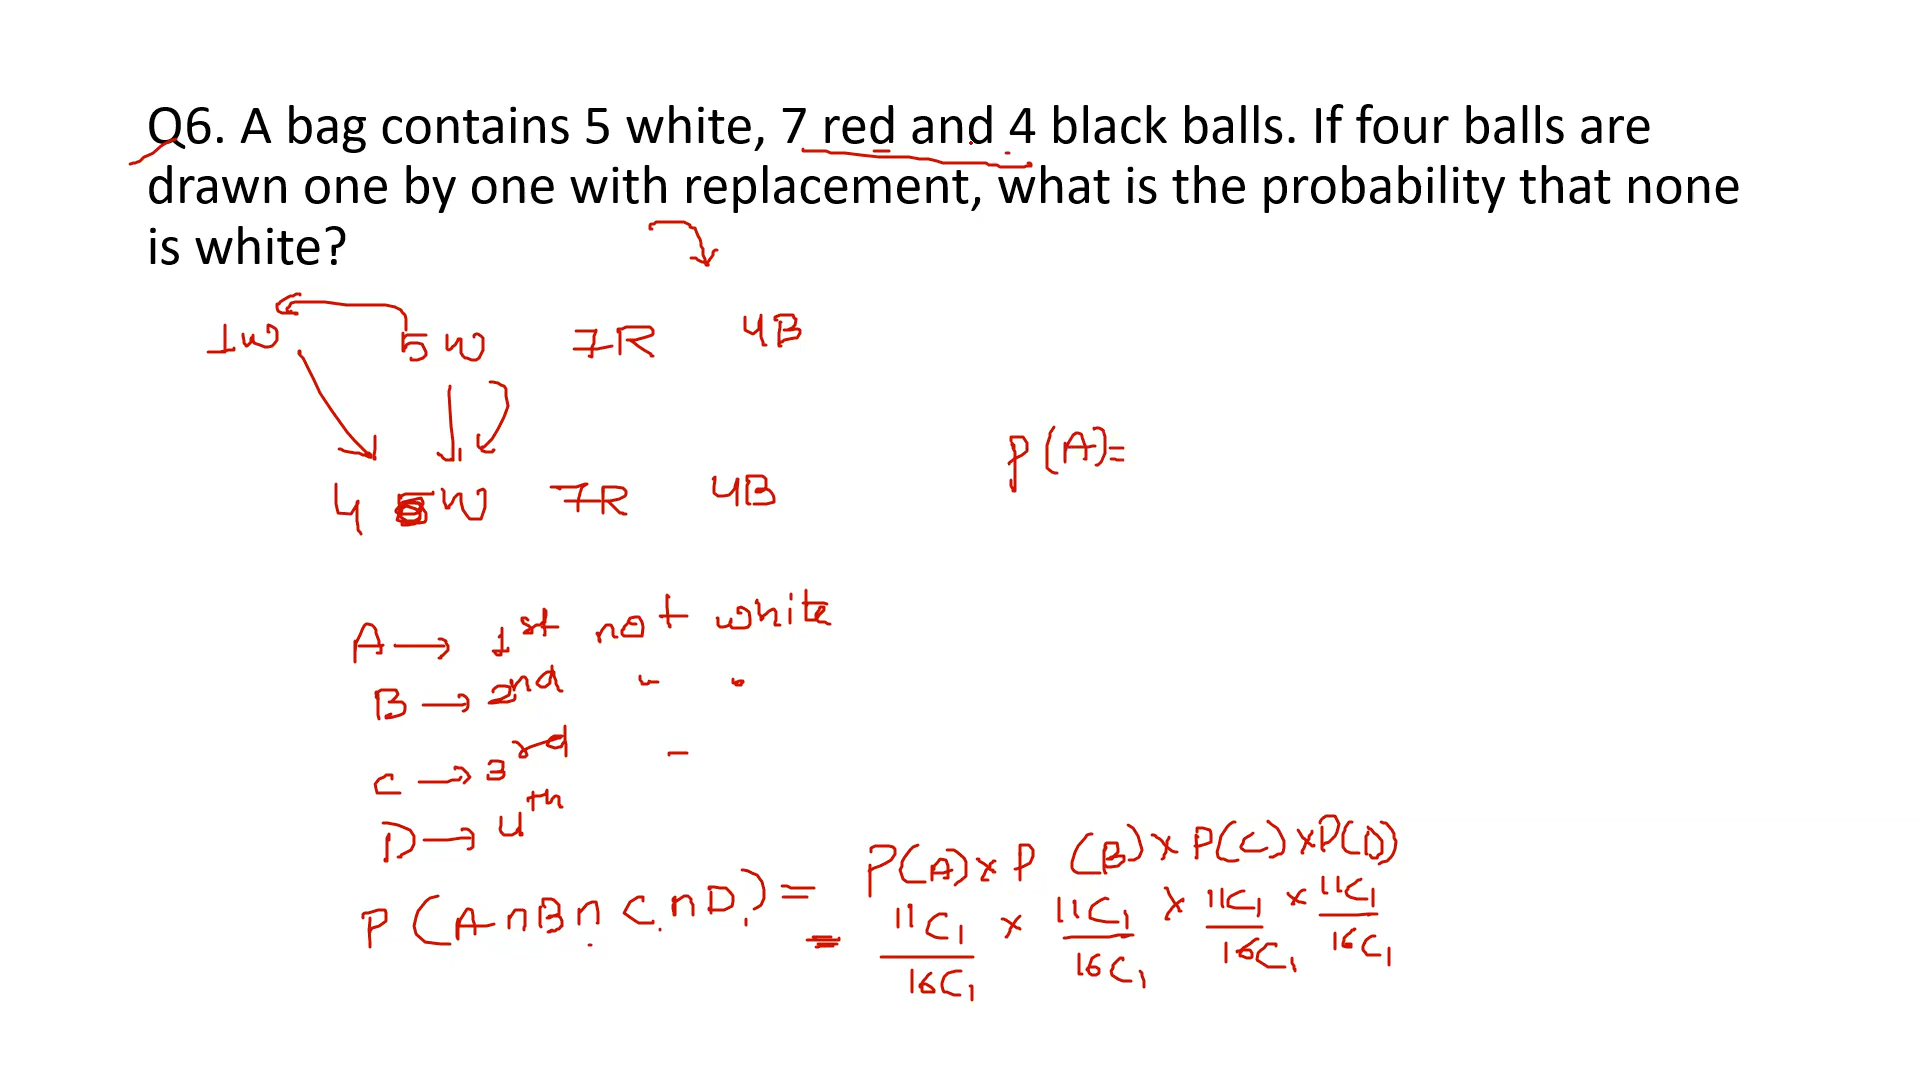 Q6. A bag contains 5 white, 7 red and 4 black balls. If four balls are
drawn one by one with replacement, what is the probability that none
is white?
1W 5W 7R 4B
P(A)=
4 W 7R 4B
A → 1st not white
B → 2nd " "
C → 3rd "
D → 4th
P(A∩B∩C∩D) = P(A) x P(B) x P(C) x P(D)
= 11C1/16C1 x 11C1/16C1 x 11C1/16C1 x 11C1/16C1